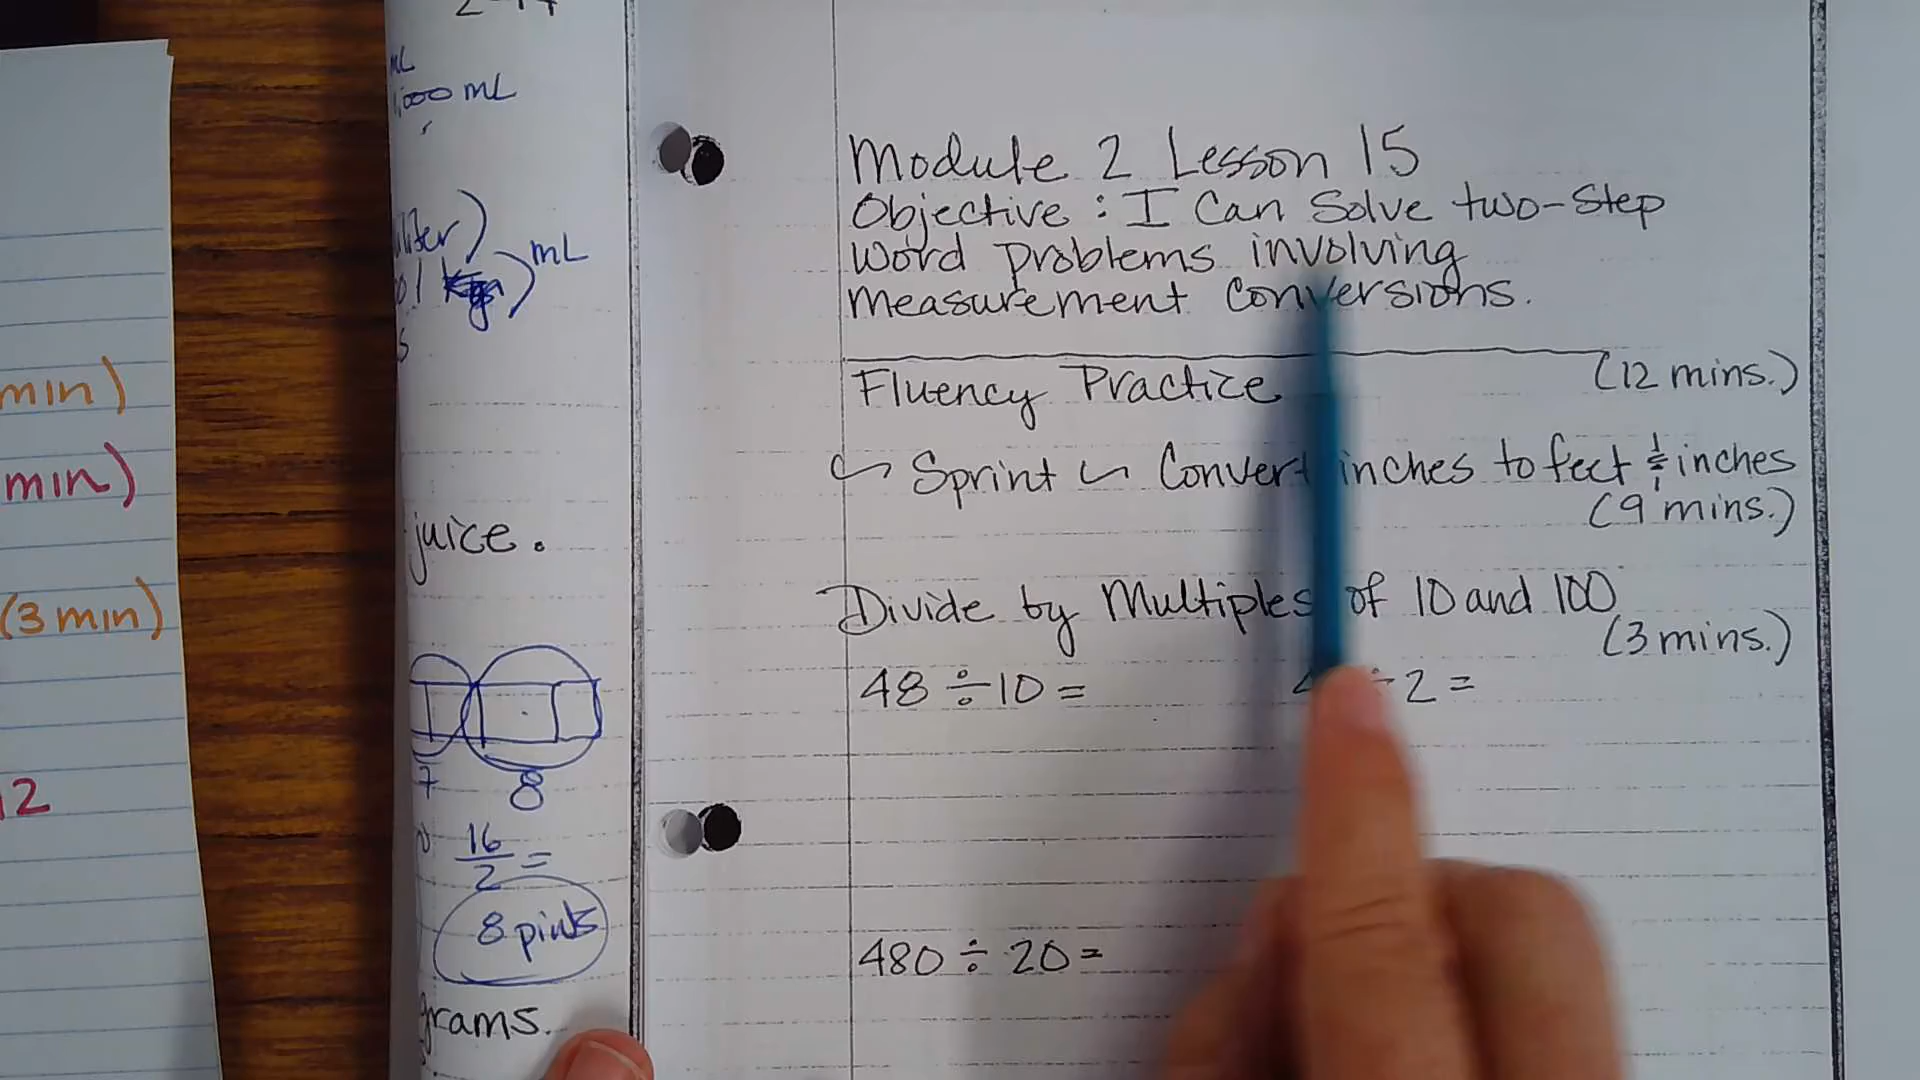 mL
,000 mL
mL
s
min)
min)
(3 min)
12
juice.
7 8
16
2 =
8 pints
grams.
Module 2 Lesson 15
Objective: I Can Solve two-Step
Word problems involving
measurement conversions.
Fluency Practice (12 mins.)
Sprint Convert inches to feet & inches
(9 mins.)
Divide by Multiples of 10 and 100
(3 mins.)
48 ÷ 10 = ÷ 2 =
480 ÷ 20 =